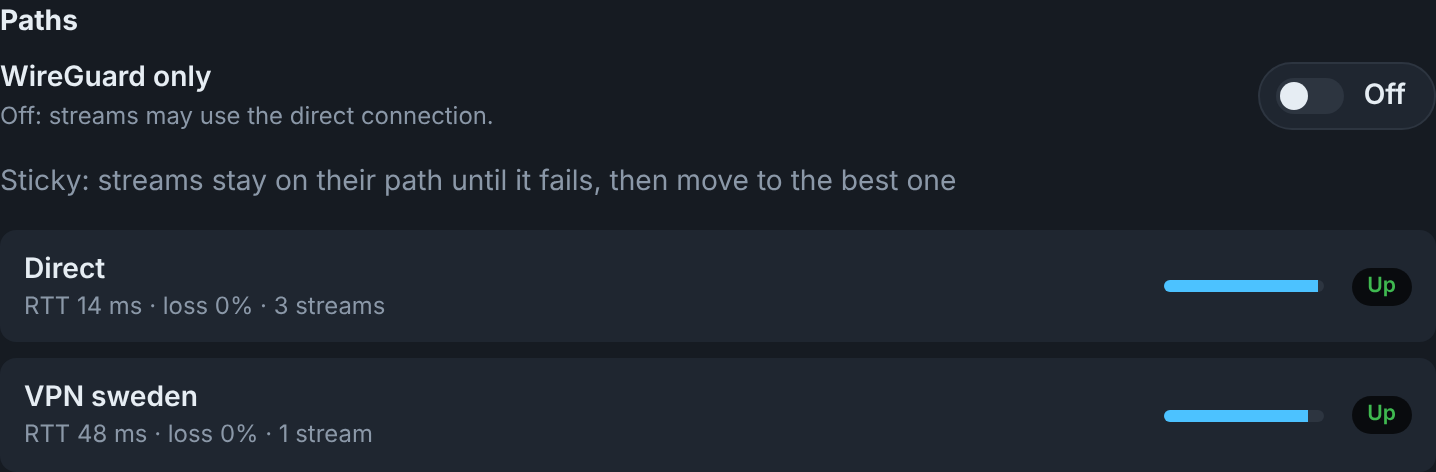 Paths
WireGuard only
Off: streams may use the direct connection.
Off
Sticky: streams stay on their path until it fails, then move to the best one
Direct
RTT 14 ms · loss 0% · 3 streams
Up
VPN sweden
RTT 48 ms · loss 0% · 1 stream
Up